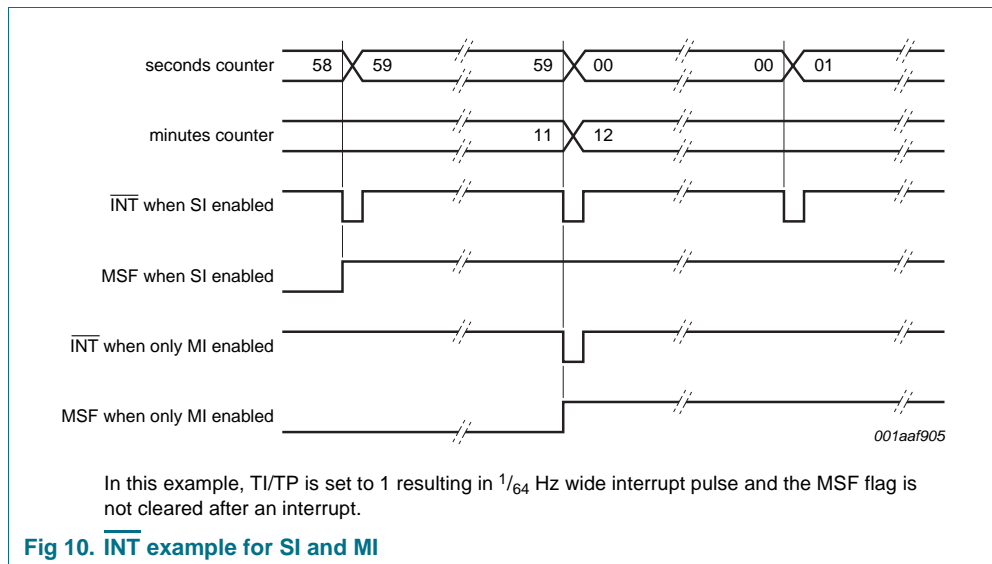 seconds counter 58 59 59 00 00 01
minutes counter 11 12
INT when SI enabled
MSF when SI enabled
INT when only MI enabled
MSF when only MI enabled
001aaf905
In this example, TI/TP is set to 1 resulting in 1/64 Hz wide interrupt pulse and the MSF flag is
not cleared after an interrupt.
Fig 10. INT example for SI and MI